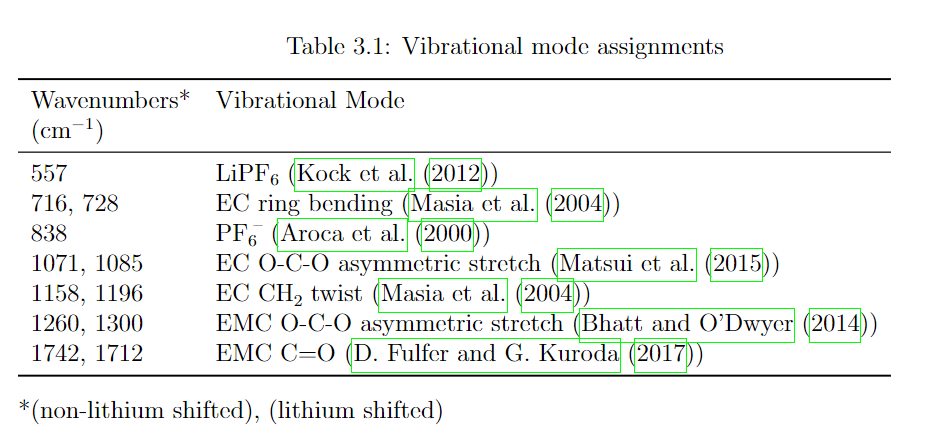 Table 3.1: Vibrational mode assignments
Wavenumbers* Vibrational Mode
(cm⁻¹)
557 LiPF₆ (Kock et al. (2012))
716, 728 EC ring bending (Masia et al. (2004))
838 PF₆⁻ (Aroca et al. (2000))
1071, 1085 EC O-C-O asymmetric stretch (Matsui et al. (2015))
1158, 1196 EC CH₂ twist (Masia et al. (2004))
1260, 1300 EMC O-C-O asymmetric stretch (Bhatt and O'Dwyer (2014))
1742, 1712 EMC C=O (D. Fulfer and G. Kuroda (2017))
*(non-lithium shifted), (lithium shifted)